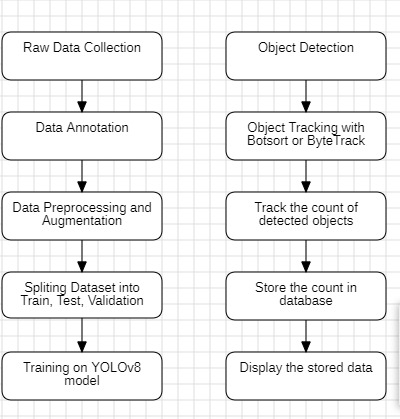 Raw Data Collection
Data Annotation
Data Preprocessing and
Augmentation
Spliting Dataset into
Train, Test, Validation
Training on YOLOv8
model
Object Detection
Object Tracking with
Botsort or ByteTrack
Track the count of
detected objects
Store the count in
database
Display the stored data